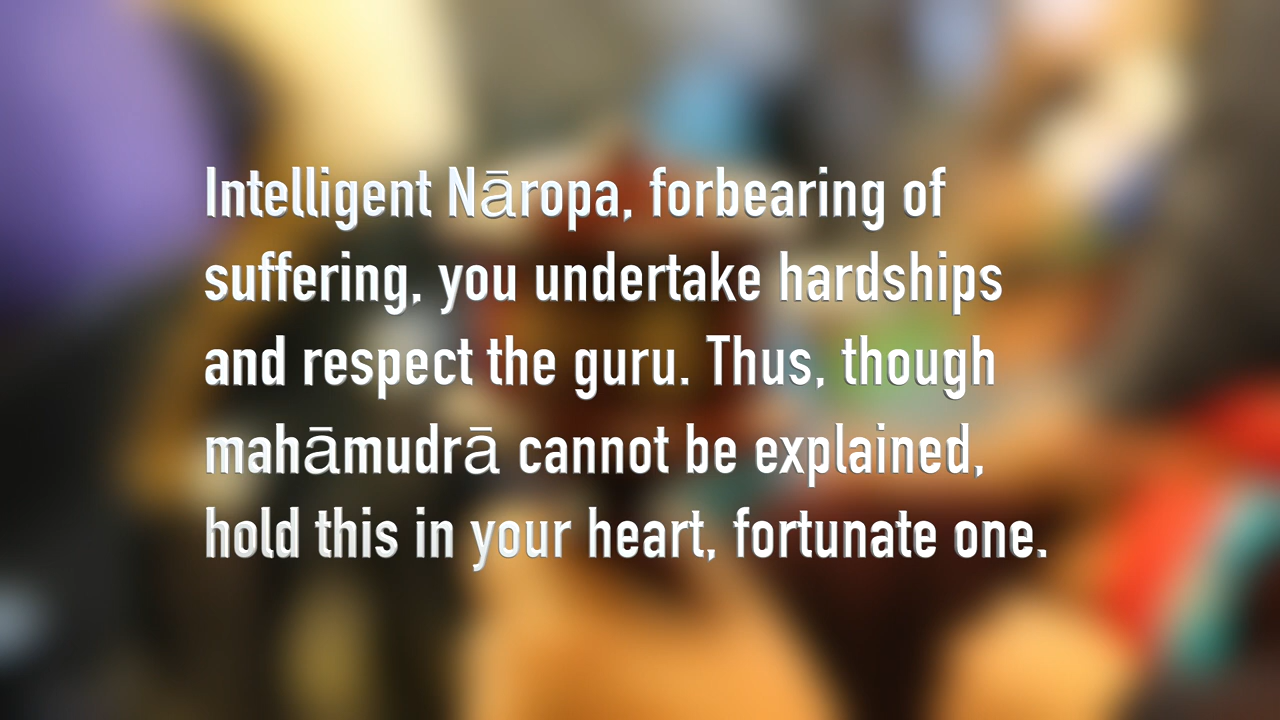 Intelligent Nāropa, forbearing of
suffering, you undertake hardships
and respect the guru. Thus, though
mahāmudrā cannot be explained,
hold this in your heart, fortunate one.